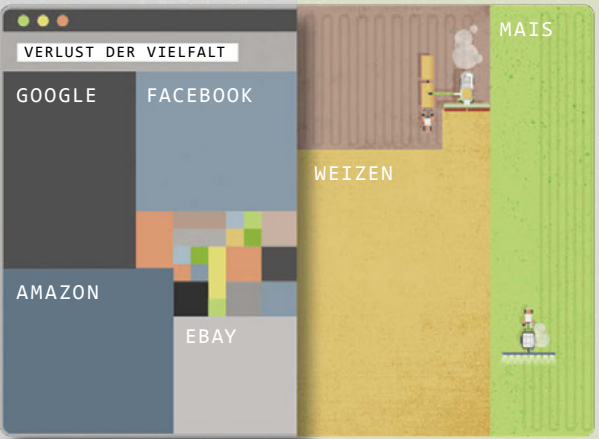 VERLUST DER VIELFALT
GOOGLE
FACEBOOK
AMAZON
EBAY
MAIS
WEIZEN